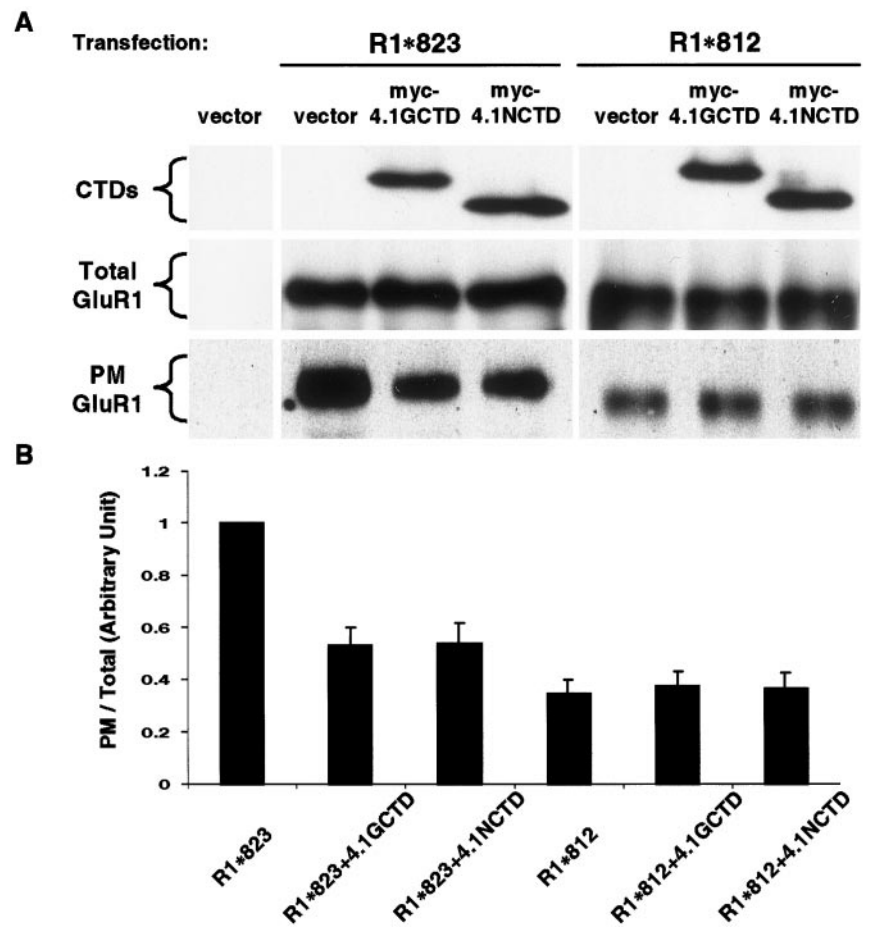 A
Transfection: R1*823 R1*812
myc- myc- myc- myc-
vector vector 4.1GCTD 4.1NCTD vector 4.1GCTD 4.1NCTD
CTDs
Total
GluR1
PM
GluR1
B
PM / Total (Arbitrary Unit)
1.2
1
0.8
0.6
0.4
0.2
0
R1*823
R1*823+4.1GCTD
R1*823+4.1NCTD
R1*812
R1*812+4.1GCTD
R1*812+4.1NCTD